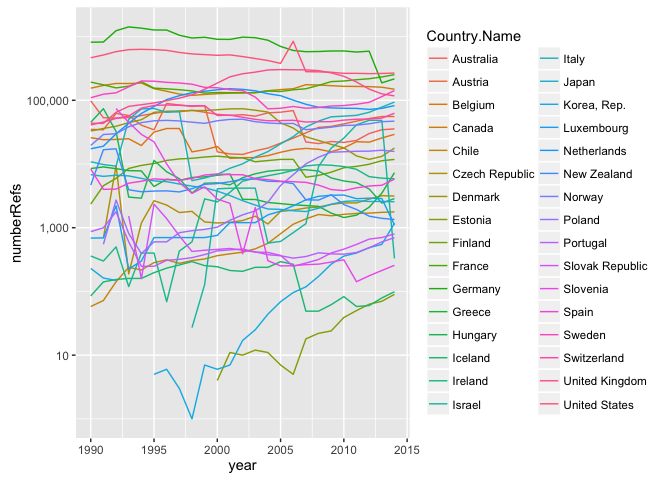 100,000
1,000
10
numberRefs
1990
1995
2000
2005
2010
2015
year
Country.Name
Australia
Austria
Belgium
Canada
Chile
Czech Republic
Denmark
Estonia
Finland
France
Germany
Greece
Hungary
Iceland
Ireland
Israel
Italy
Japan
Korea, Rep.
Luxembourg
Netherlands
New Zealand
Norway
Poland
Portugal
Slovak Republic
Slovenia
Spain
Sweden
Switzerland
United Kingdom
United States